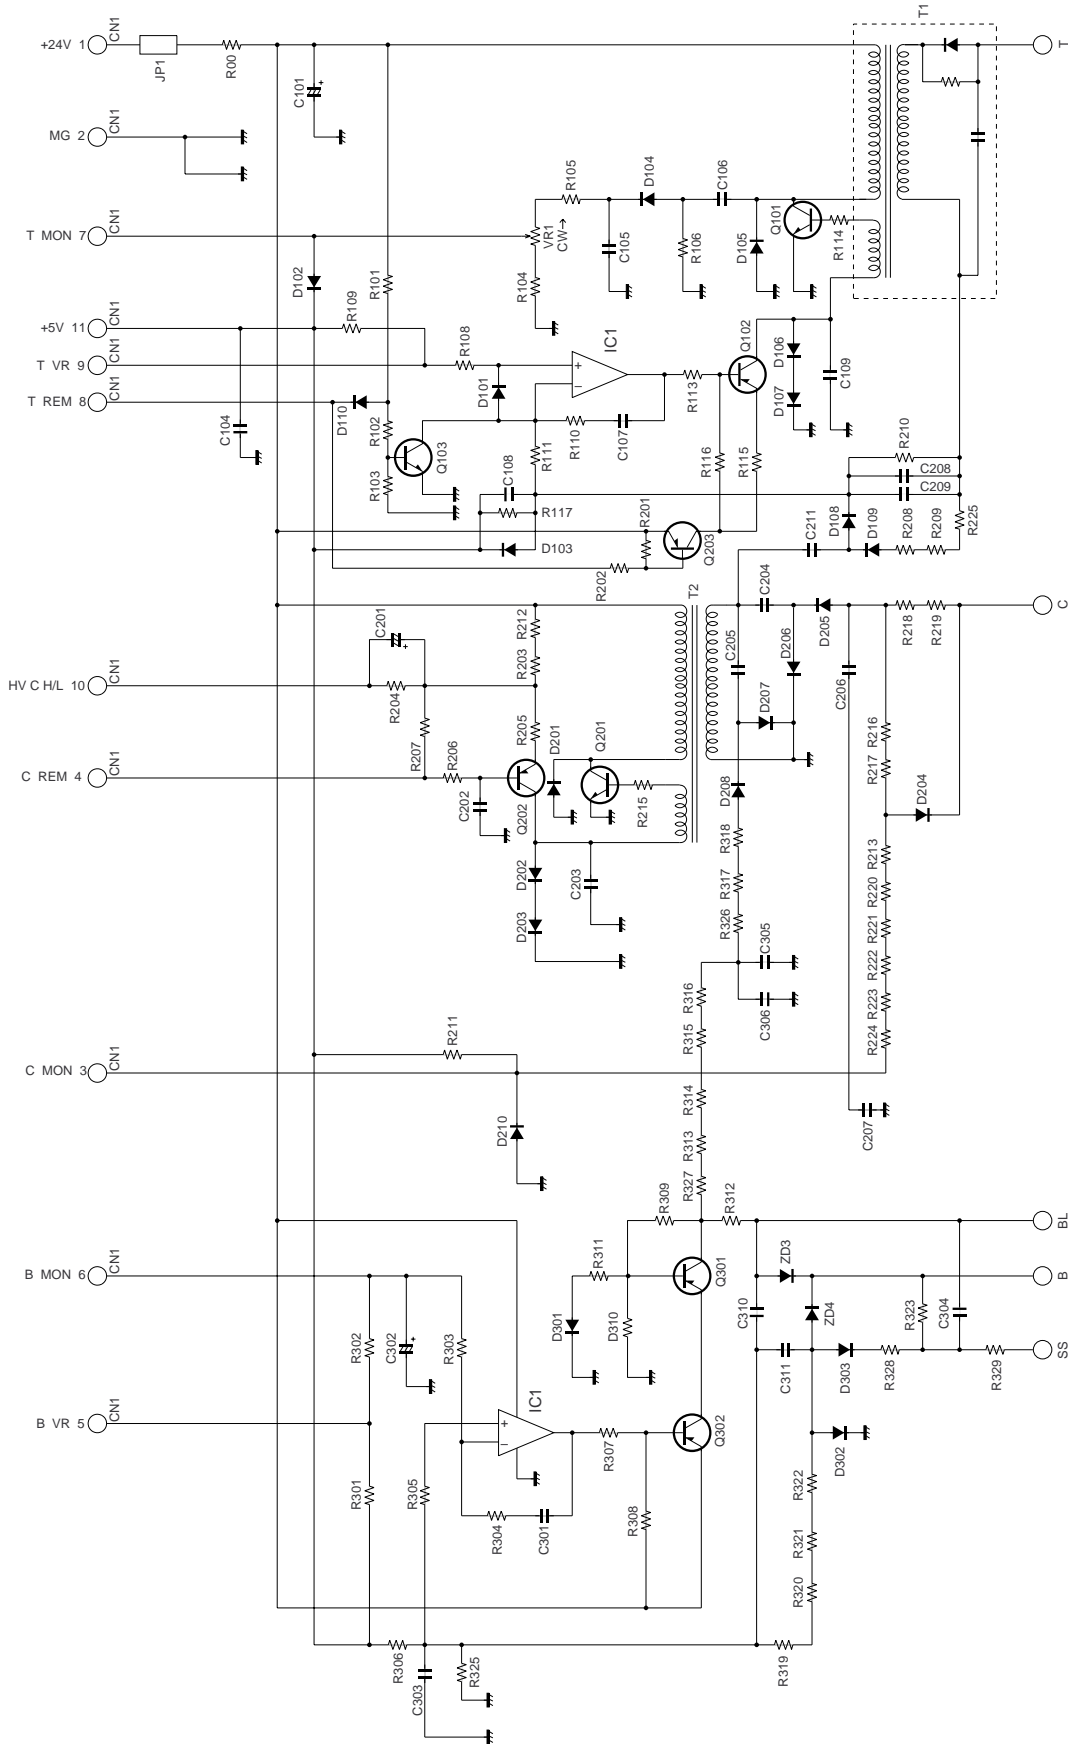 +24V 1
CN1
JP1
R00
C101
T1
T
MG 2
CN1
R105
D104
C106
T MON 7
CN1
VR1
CW→
C105
R106
D105
Q101
R114
D102
R101
R104
+5V 11
CN1
R109
T VR 9
CN1
R108
IC1
+
−
Q102
D106
D107
C109
T REM 8
CN1
D101
D110
R102
C104
R103
Q103
R110
C107
R113
R111
C108
R116
R115
R210
C208
C209
R117
R201
C211
D108
D109
R208
R209
R225
D103
Q203
R202
T2
C204
C201
R212
R203
C205
D206
D205
R218
R219
C
HV C H/L 10
CN1
R204
C206
R207
R205
D201
Q201
D207
R216
R217
C REM 4
CN1
R206
C202
Q202
R215
D208
D204
R318
R213
D202
C203
R317
R220
D203
R326
R221
C305
R222
R316
C306
R223
R211
R315
R224
C MON 3
CN1
R314
D210
C207
R313
R327
R309
R312
BL
B MON 6
CN1
R311
Q301
ZD3
B
D301
D310
C310
ZD4
R323
C304
R302
C302
R303
C311
D303
R328
R329
SS
B VR 5
CN1
IC1
+
−
R307
Q302
D302
R301
R305
R304
C301
R308
R322
R321
R320
R306
C303
R325
R319